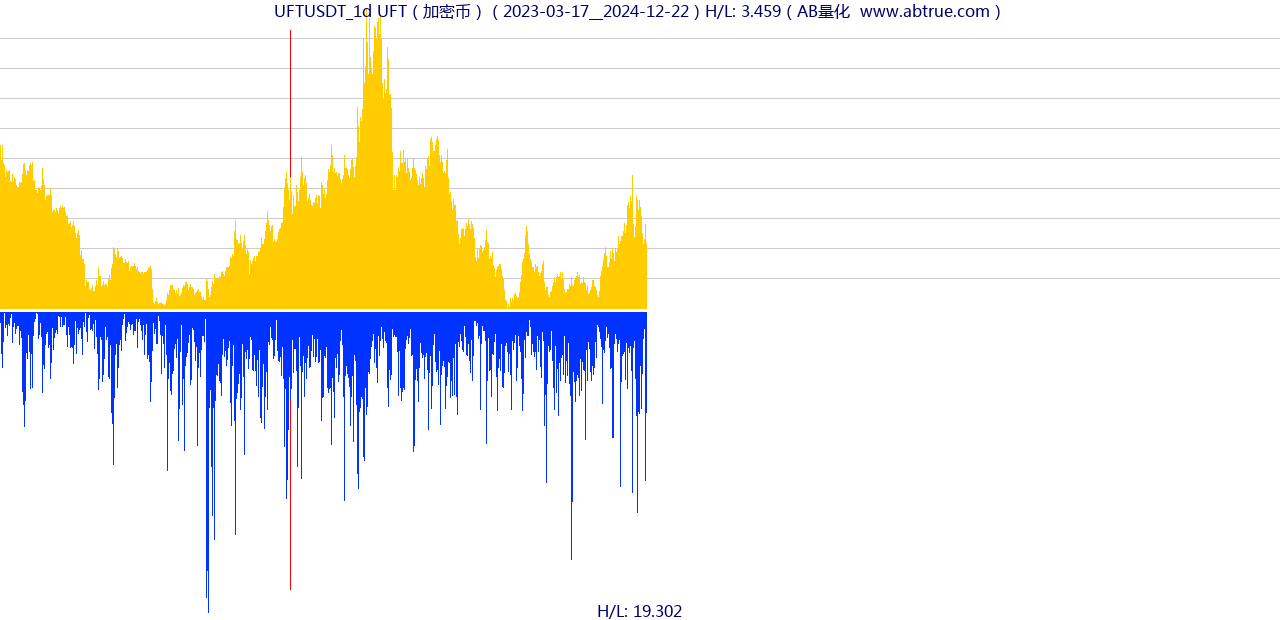 UFTUSDT_1d UFT ( 加密币 ) ( 2023-03-17__2024-12-22 ) H/L: 3.459 ( AB量化  www.abtrue.com )
H/L: 19.302